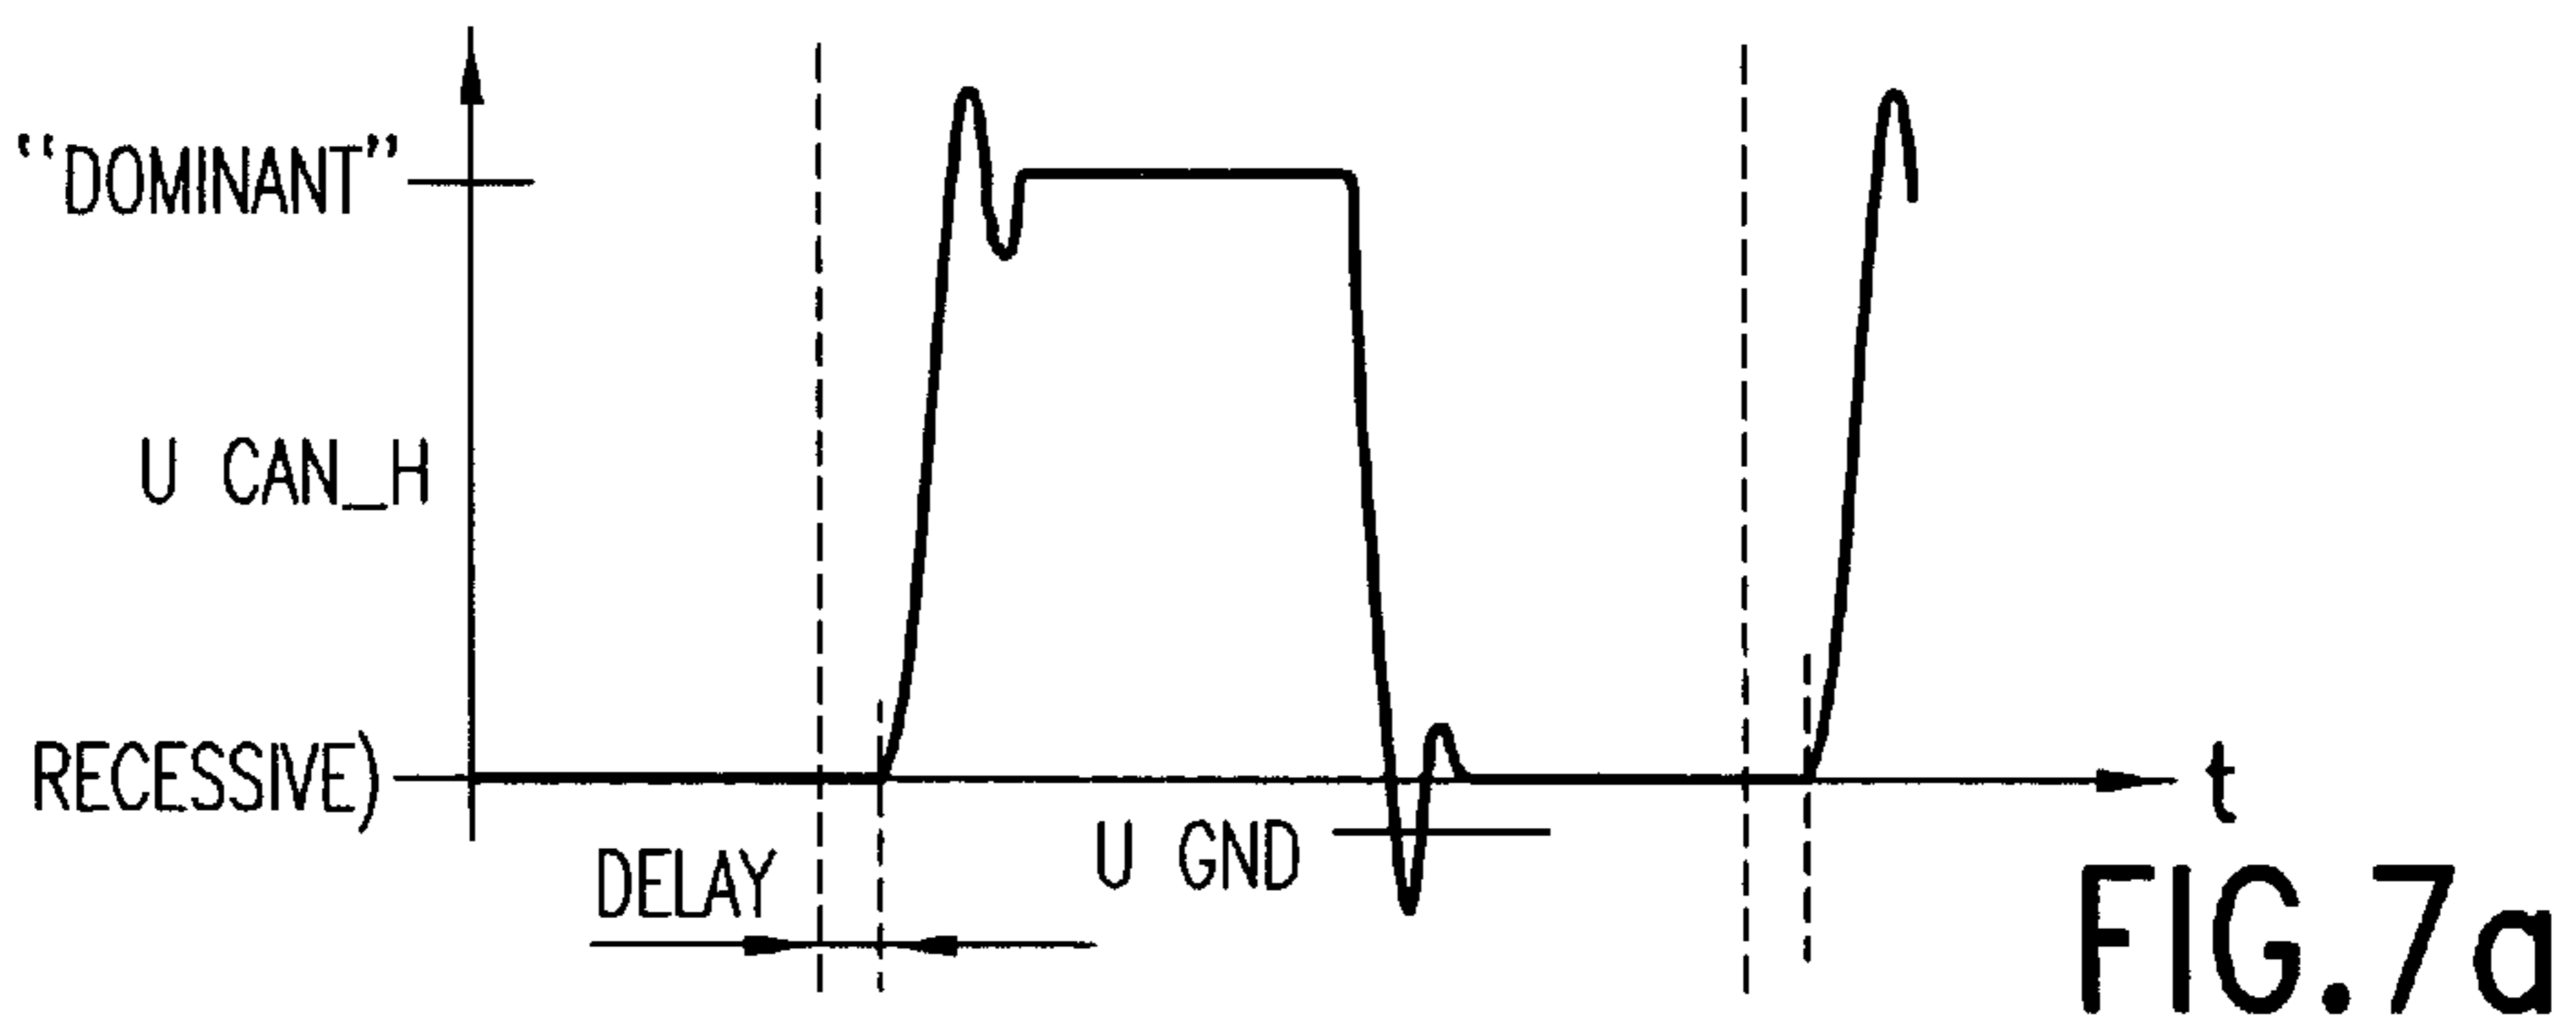 “DOMINANT”
U CAN_H
RECESSIVE)
t
U GND
DELAY
FIG.7a